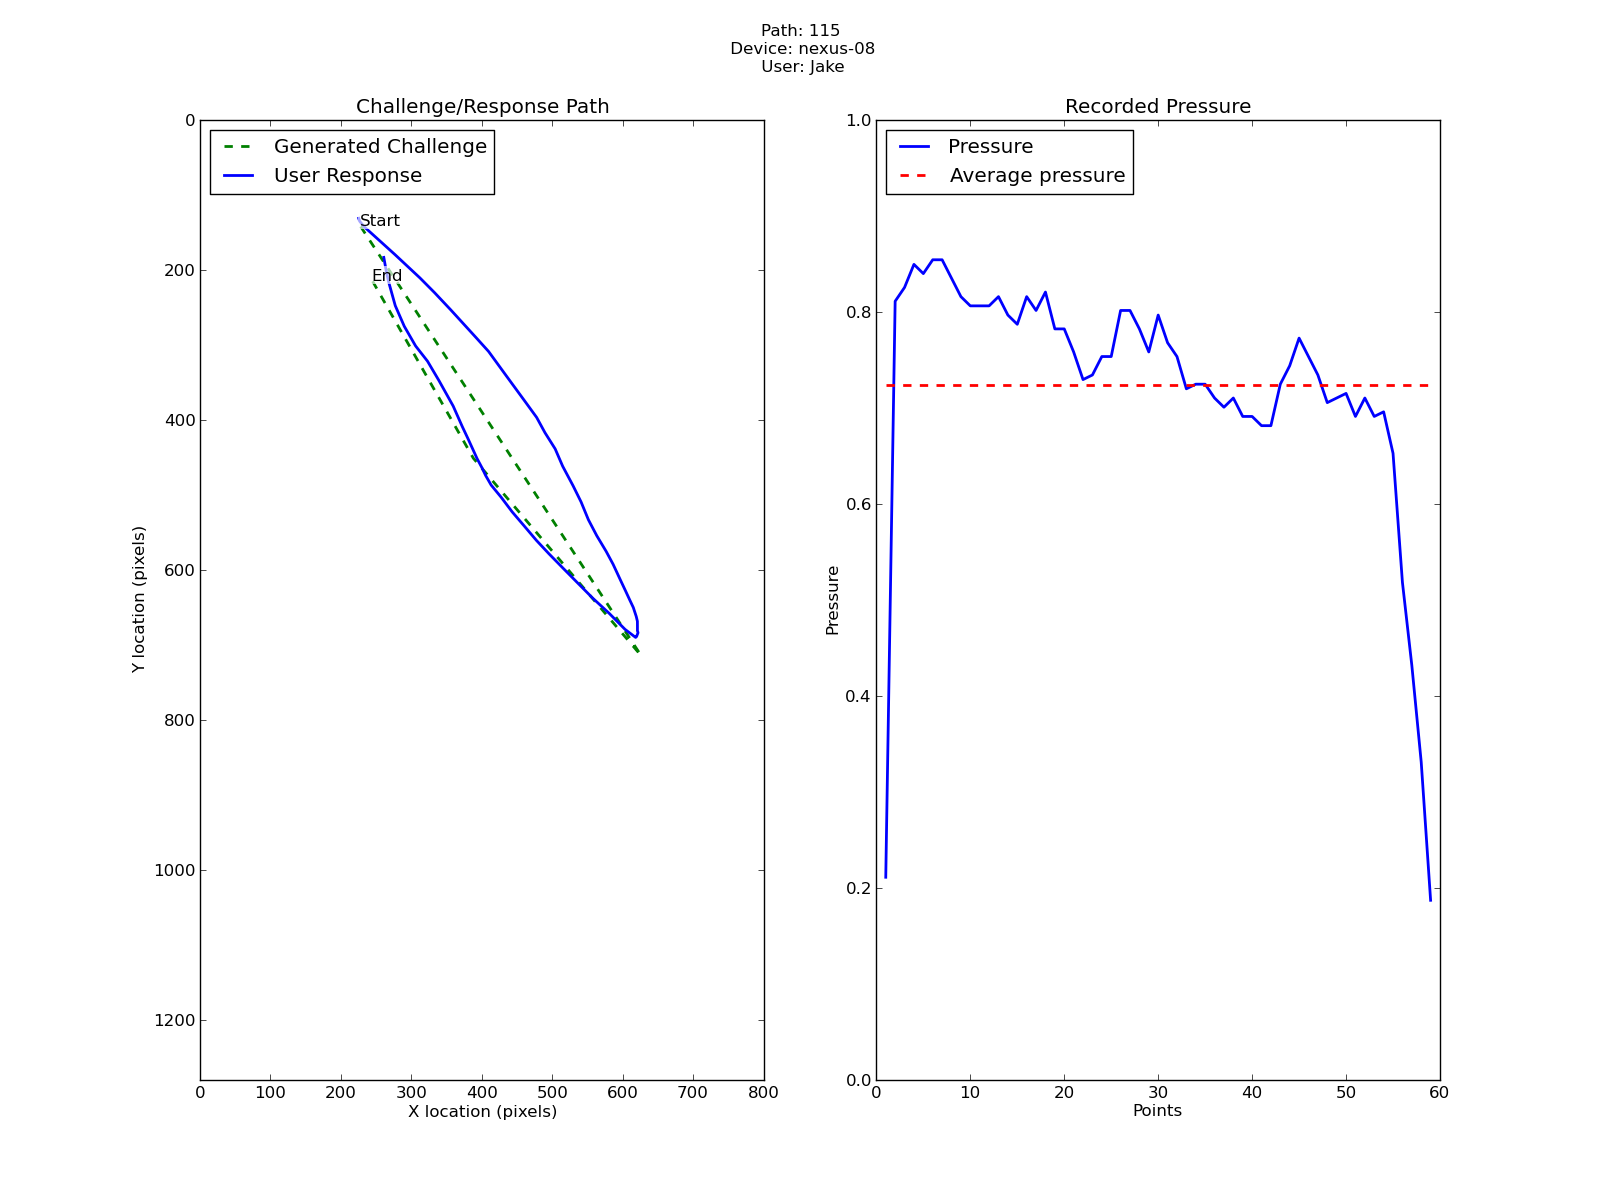 Path: 115
Device: nexus-08
User: Jake
Challenge/Response Path
Generated Challenge
User Response
Start
End
0
200
400
600
800
1000
1200
Y location (pixels)
0 100 200 300 400 500 600 700 800
X location (pixels)
Recorded Pressure
Pressure
Average pressure
1.0
0.8
0.6
0.4
0.2
0.0
Pressure
0 10 20 30 40 50 60
Points